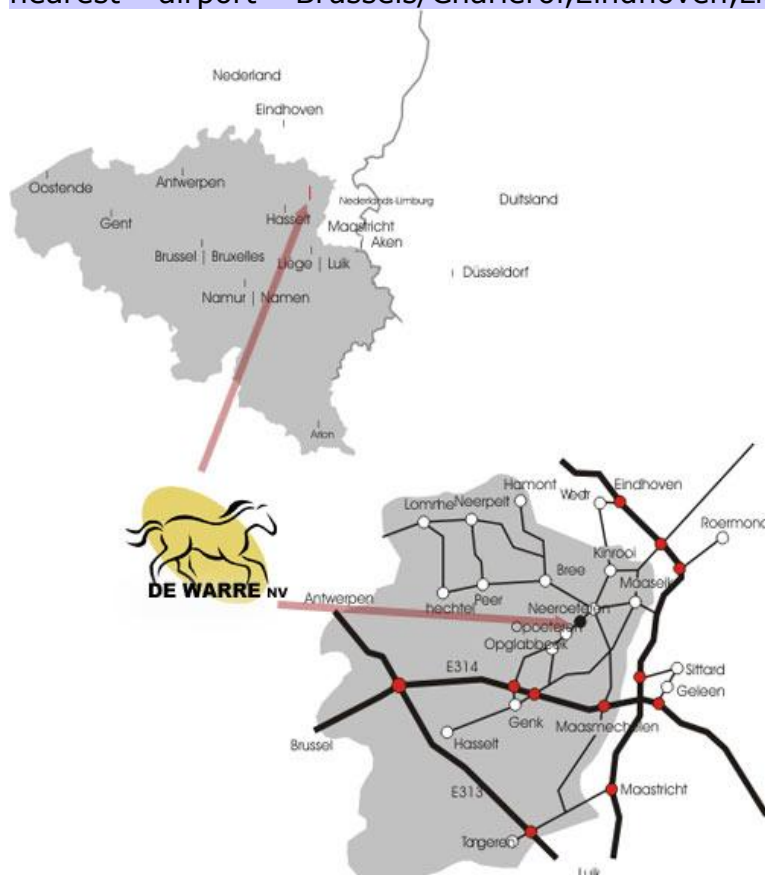 nearest airport Brussels/Charleroi,Eindhoven,
Nederland
Eindhoven
Oostende
Antwerpen
Nederlands-Limburg
Duitsland
Gent
Hasselt
Maastricht
Aken
Brussel | Bruxelles
Liège | Luik
Düsseldorf
Namur | Namen
Arlon
DE WARRE NV
Hamont
Weert
Eindhoven
Neerpelt
Roermond
Kinrooi
Bree
Maaseik
Antwerpen
hechtel
Peer
Neeroeteren
Opoeteren
Opglabbeek
E314
Sittard
Geleen
Genk
Maasmechelen
Brussel
Hasselt
E313
Maastricht
Tongeren
Luik